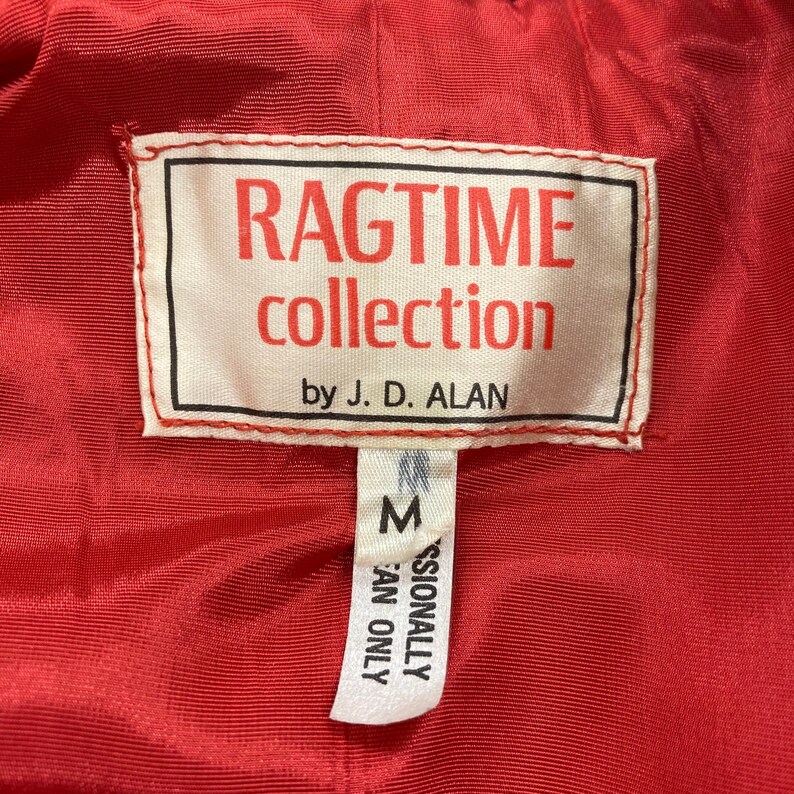 RAGTIME
collection
by J. D. ALAN
M
SSIONALLY
EAN ONLY